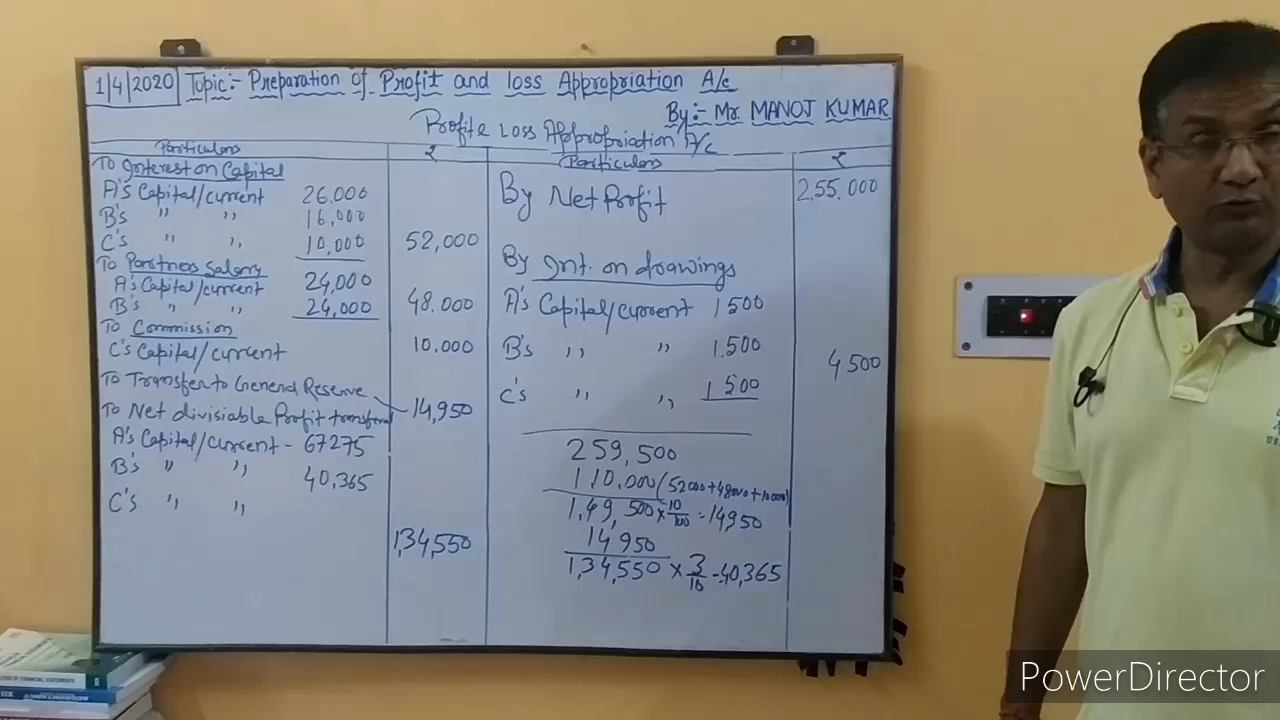 1/4/2020 Topic:- Preparation of Profit and loss Appropriation A/c
By:- Mr. MANOJ KUMAR
Profit & Loss Appropriation A/c
Particulars ₹ Particulars ₹
To Interest on Capital
A's Capital/current 26,000
B's " " 16,000
C's " " 10,000 52,000
To Partners Salary
A's Capital/current 24,000
B's " " 24,000 48,000
To Commission
C's Capital/current 10,000
To Transfer to General Reserve 14,950
To Net divisiable Profit transferred
A's Capital/current - 67275
B's " " 40,365
C's " "
1,34,550
By Net Profit 2,55,000
By Int. on drawings
A's Capital/current 1500
B's " " 1,500
C's " " 1500 4500
259,500
110,000 (52000+48000+10000)
1,49,500 × 10/100 = 14950
14950
1,34,550 × 3/10 = 40,365
PowerDirector